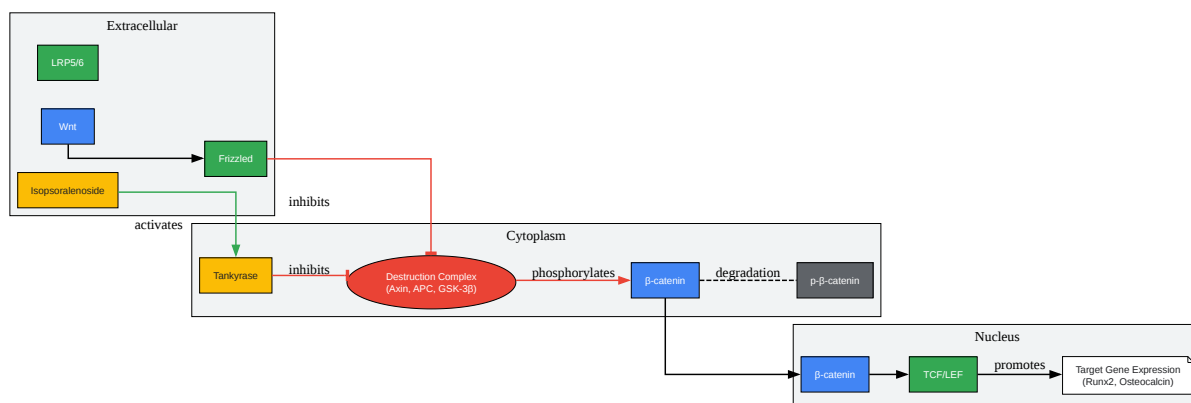 Extracellular
LRP5/6
Wnt
Frizzled
Isopsoralenoside
inhibits
activates
Cytoplasm
Tankyrase
inhibits
Destruction Complex
(Axin, APC, GSK-3β)
phosphorylates
β-catenin
degradation
p-β-catenin
Nucleus
β-catenin
TCF/LEF
promotes
Target Gene Expression
(Runx2, Osteocalcin)